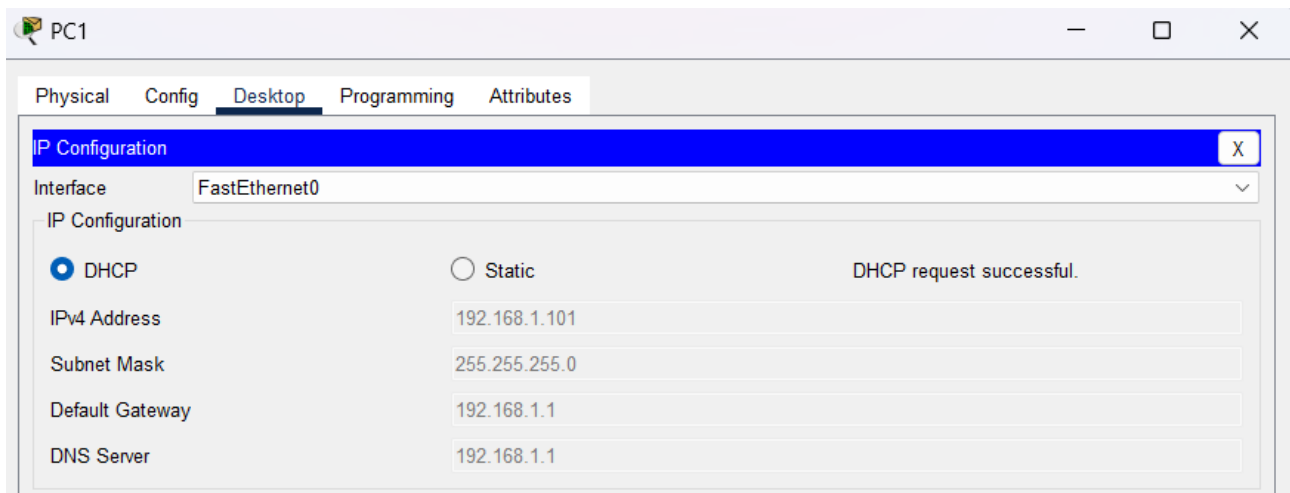 PC1
Physical Config Desktop Programming Attributes
IP Configuration X
Interface FastEthernet0
IP Configuration
DHCP Static DHCP request successful.
IPv4 Address 192.168.1.101
Subnet Mask 255.255.255.0
Default Gateway 192.168.1.1
DNS Server 192.168.1.1